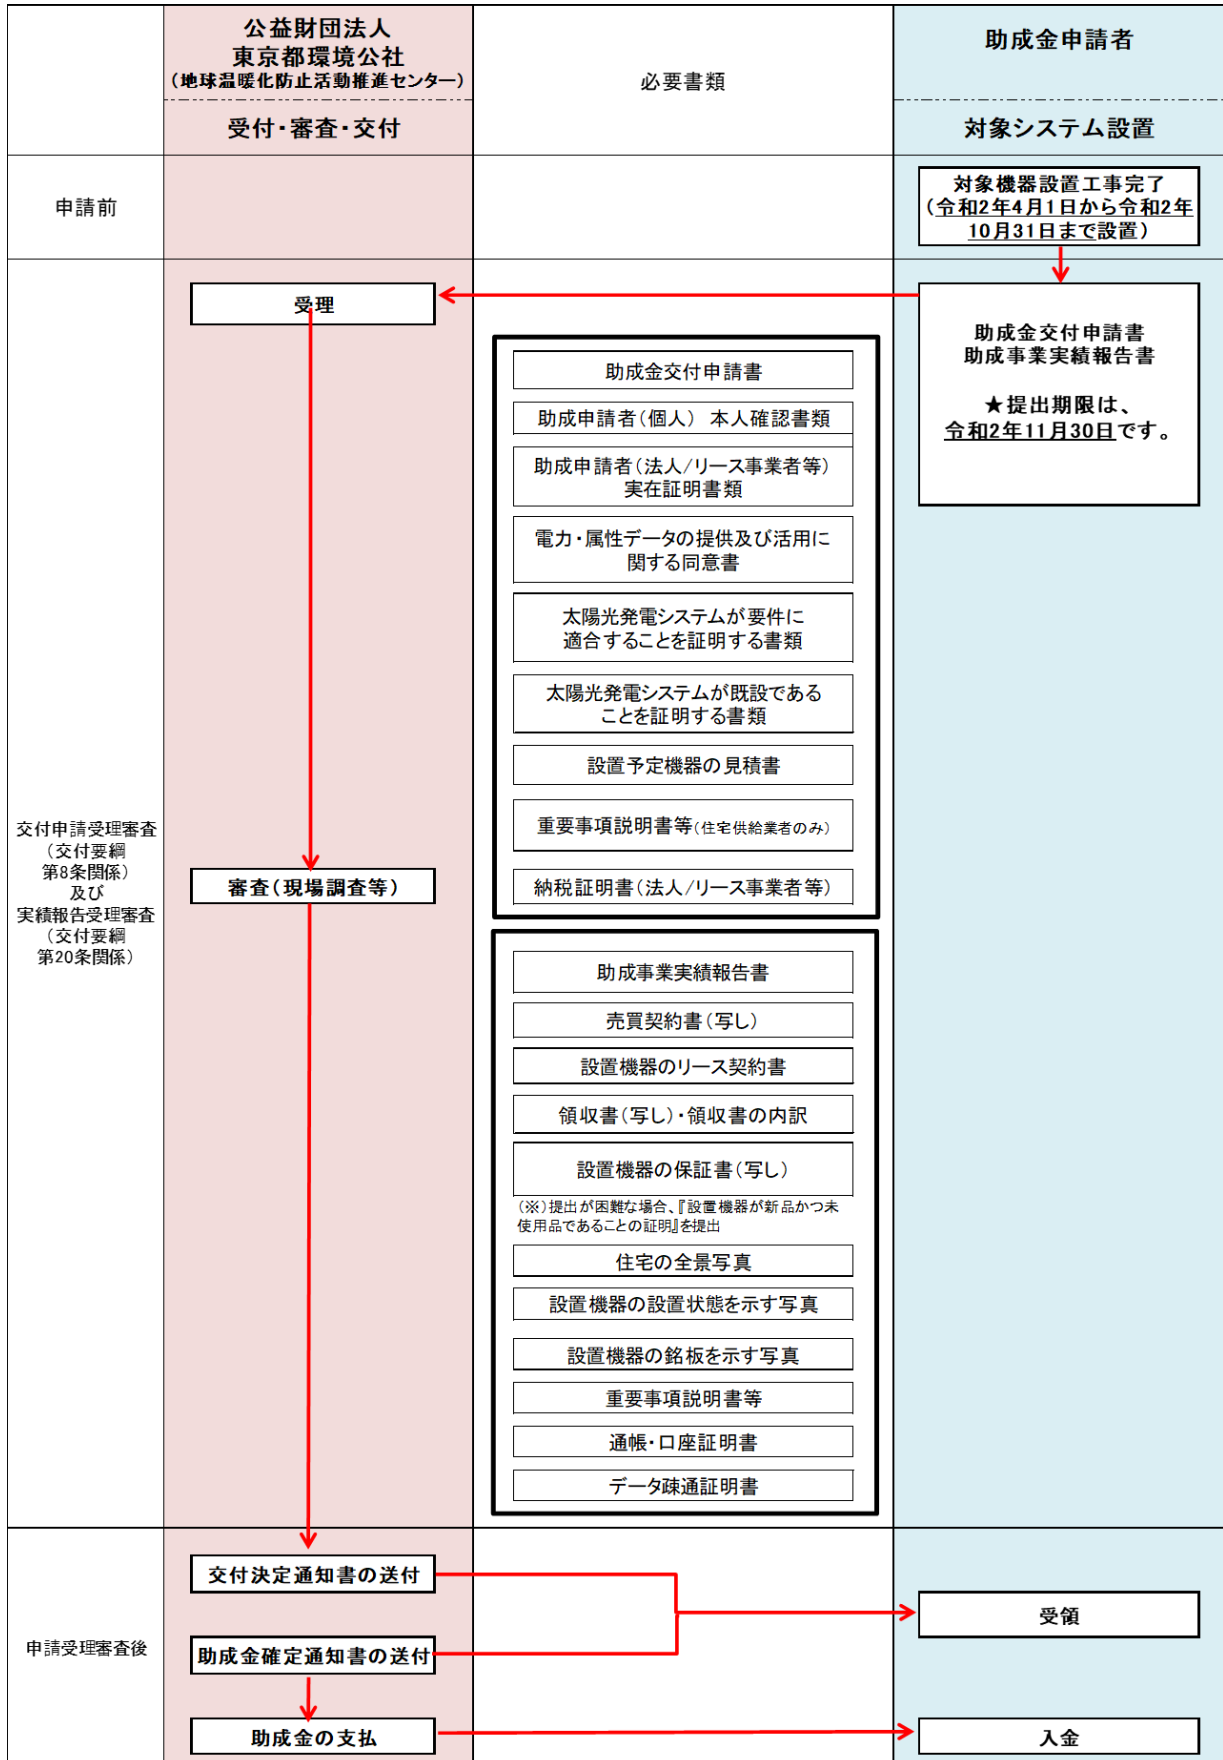 公益財団法人
東京都環境公社
（地球温暖化防止活動推進センター）
受付・審査・交付
必要書類
助成金申請者
対象システム設置
申請前
対象機器設置工事完了
（令和2年4月1日から令和2年
10月31日まで設置）
受理
助成金交付申請書
助成事業実績報告書
★提出期限は、
令和2年11月30日です。
助成金交付申請書
助成申請者（個人） 本人確認書類
助成申請者（法人/リース事業者等）
実在証明書類
電力・属性データの提供及び活用に
関する同意書
太陽光発電システムが要件に
適合することを証明する書類
太陽光発電システムが既設である
ことを証明する書類
設置予定機器の見積書
重要事項説明書等（住宅供給業者のみ）
納税証明書（法人/リース事業者等）
交付申請受理審査
（交付要綱
第8条関係）
及び
実績報告受理審査
（交付要綱
第20条関係）
審査（現場調査等）
助成事業実績報告書
売買契約書（写し）
設置機器のリース契約書
領収書（写し）・領収書の内訳
設置機器の保証書（写し）
（※）提出が困難な場合、『設置機器が新品かつ未
使用品であることの証明』を提出
住宅の全景写真
設置機器の設置状態を示す写真
設置機器の銘板を示す写真
重要事項説明書等
通帳・口座証明書
データ疎通証明書
申請受理審査後
交付決定通知書の送付
受領
助成金確定通知書の送付
助成金の支払
入金